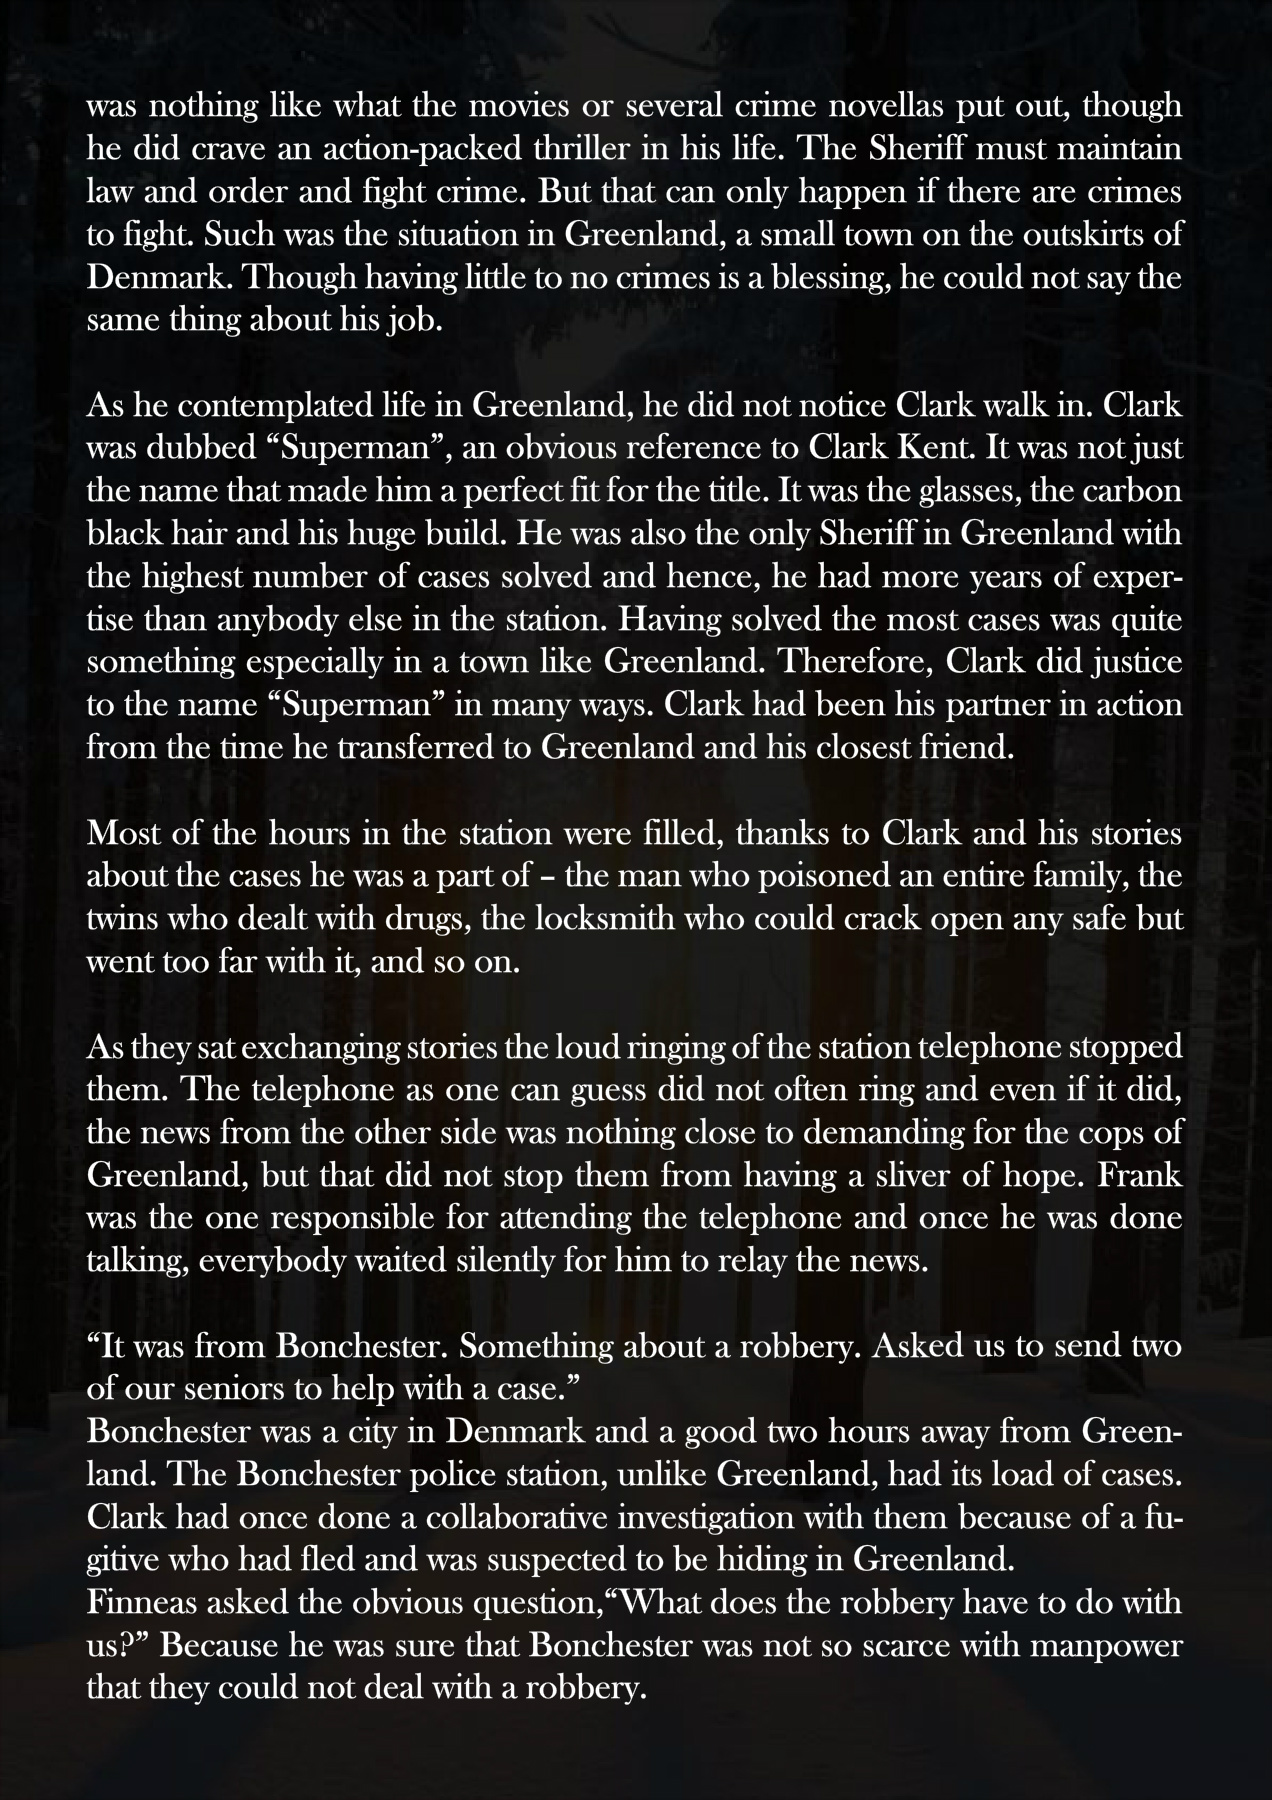 was nothing like what the movies or several crime novellas put out, though
he did crave an action-packed thriller in his life. The Sheriff must maintain
law and order and fight crime. But that can only happen if there are crimes
to fight. Such was the situation in Greenland, a small town on the outskirts of
Denmark. Though having little to no crimes is a blessing, he could not say the
same thing about his job.
As he contemplated life in Greenland, he did not notice Clark walk in. Clark
was dubbed “Superman”, an obvious reference to Clark Kent. It was not just
the name that made him a perfect fit for the title. It was the glasses, the carbon
black hair and his huge build. He was also the only Sheriff in Greenland with
the highest number of cases solved and hence, he had more years of exper-
tise than anybody else in the station. Having solved the most cases was quite
something especially in a town like Greenland. Therefore, Clark did justice
to the name “Superman” in many ways. Clark had been his partner in action
from the time he transferred to Greenland and his closest friend.
Most of the hours in the station were filled, thanks to Clark and his stories
about the cases he was a part of – the man who poisoned an entire family, the
twins who dealt with drugs, the locksmith who could crack open any safe but
went too far with it, and so on.
As they sat exchanging stories the loud ringing of the station telephone stopped
them. The telephone as one can guess did not often ring and even if it did,
the news from the other side was nothing close to demanding for the cops of
Greenland, but that did not stop them from having a sliver of hope. Frank
was the one responsible for attending the telephone and once he was done
talking, everybody waited silently for him to relay the news.
“It was from Bonchester. Something about a robbery. Asked us to send two
of our seniors to help with a case.”
Bonchester was a city in Denmark and a good two hours away from Green-
land. The Bonchester police station, unlike Greenland, had its load of cases.
Clark had once done a collaborative investigation with them because of a fu-
gitive who had fled and was suspected to be hiding in Greenland.
Finneas asked the obvious question,“What does the robbery have to do with
us?” Because he was sure that Bonchester was not so scarce with manpower
that they could not deal with a robbery.